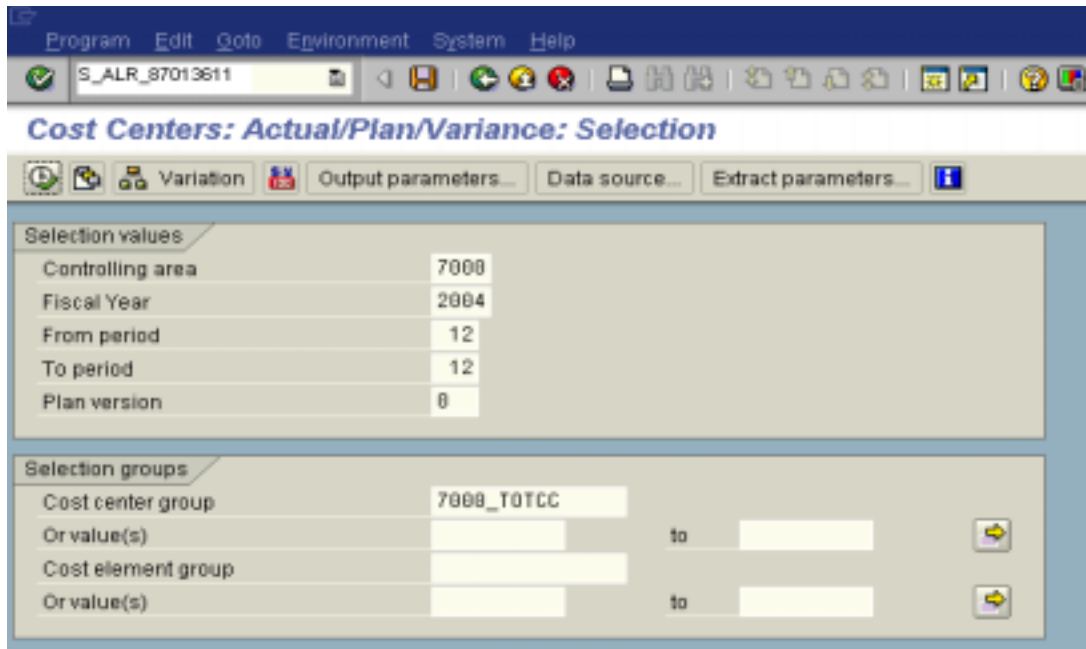 Program Edit Goto Environment System Help
S_ALR_87013611
Cost Centers: Actual/Plan/Variance: Selection
Variation Output parameters... Data source... Extract parameters...
Selection values
Controlling area 7000
Fiscal Year 2004
From period 12
To period 12
Plan version 0
Selection groups
Cost center group 7000_TOTCC
Or value(s) to
Cost element group
Or value(s) to